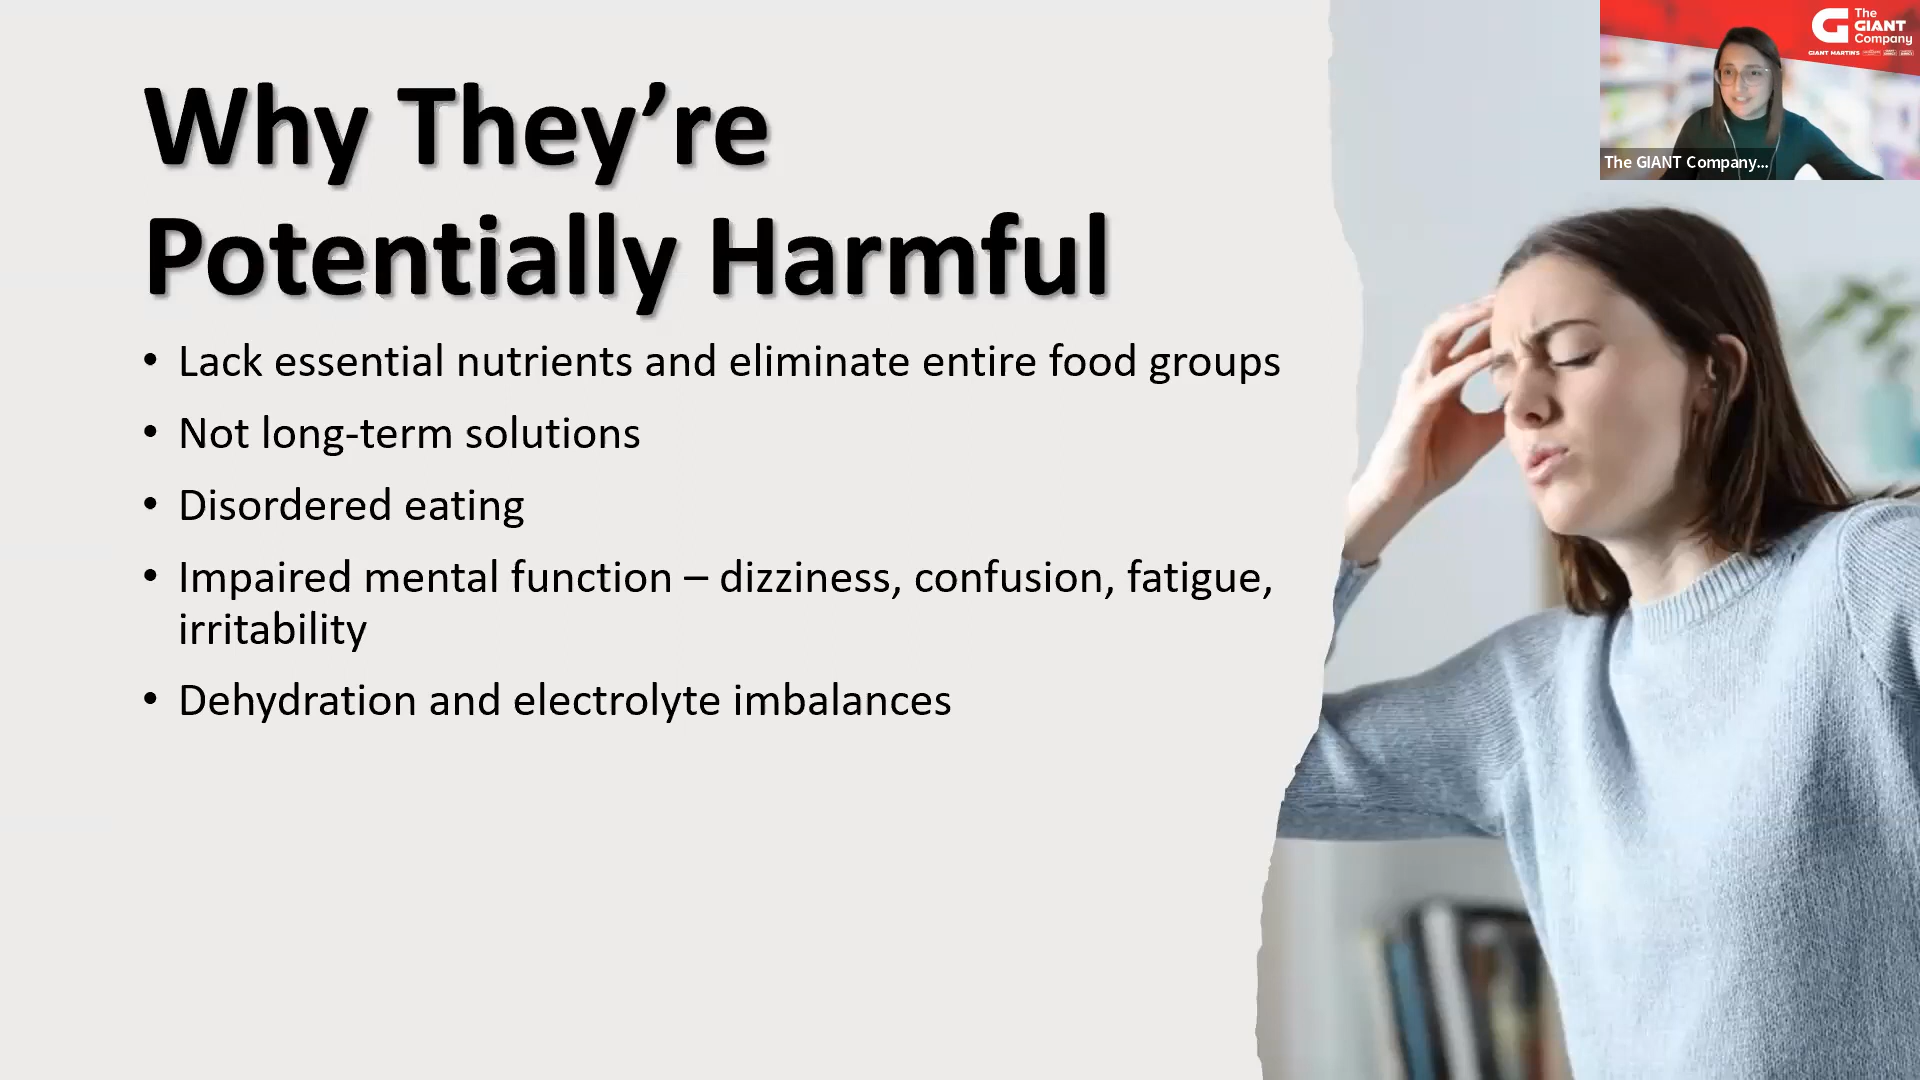 Why They’re
Potentially Harmful
• Lack essential nutrients and eliminate entire food groups
• Not long-term solutions
• Disordered eating
• Impaired mental function – dizziness, confusion, fatigue,
irritability
• Dehydration and electrolyte imbalances
The
GIANT
Company
GIANT MARTIN'S
The GIANT Company...